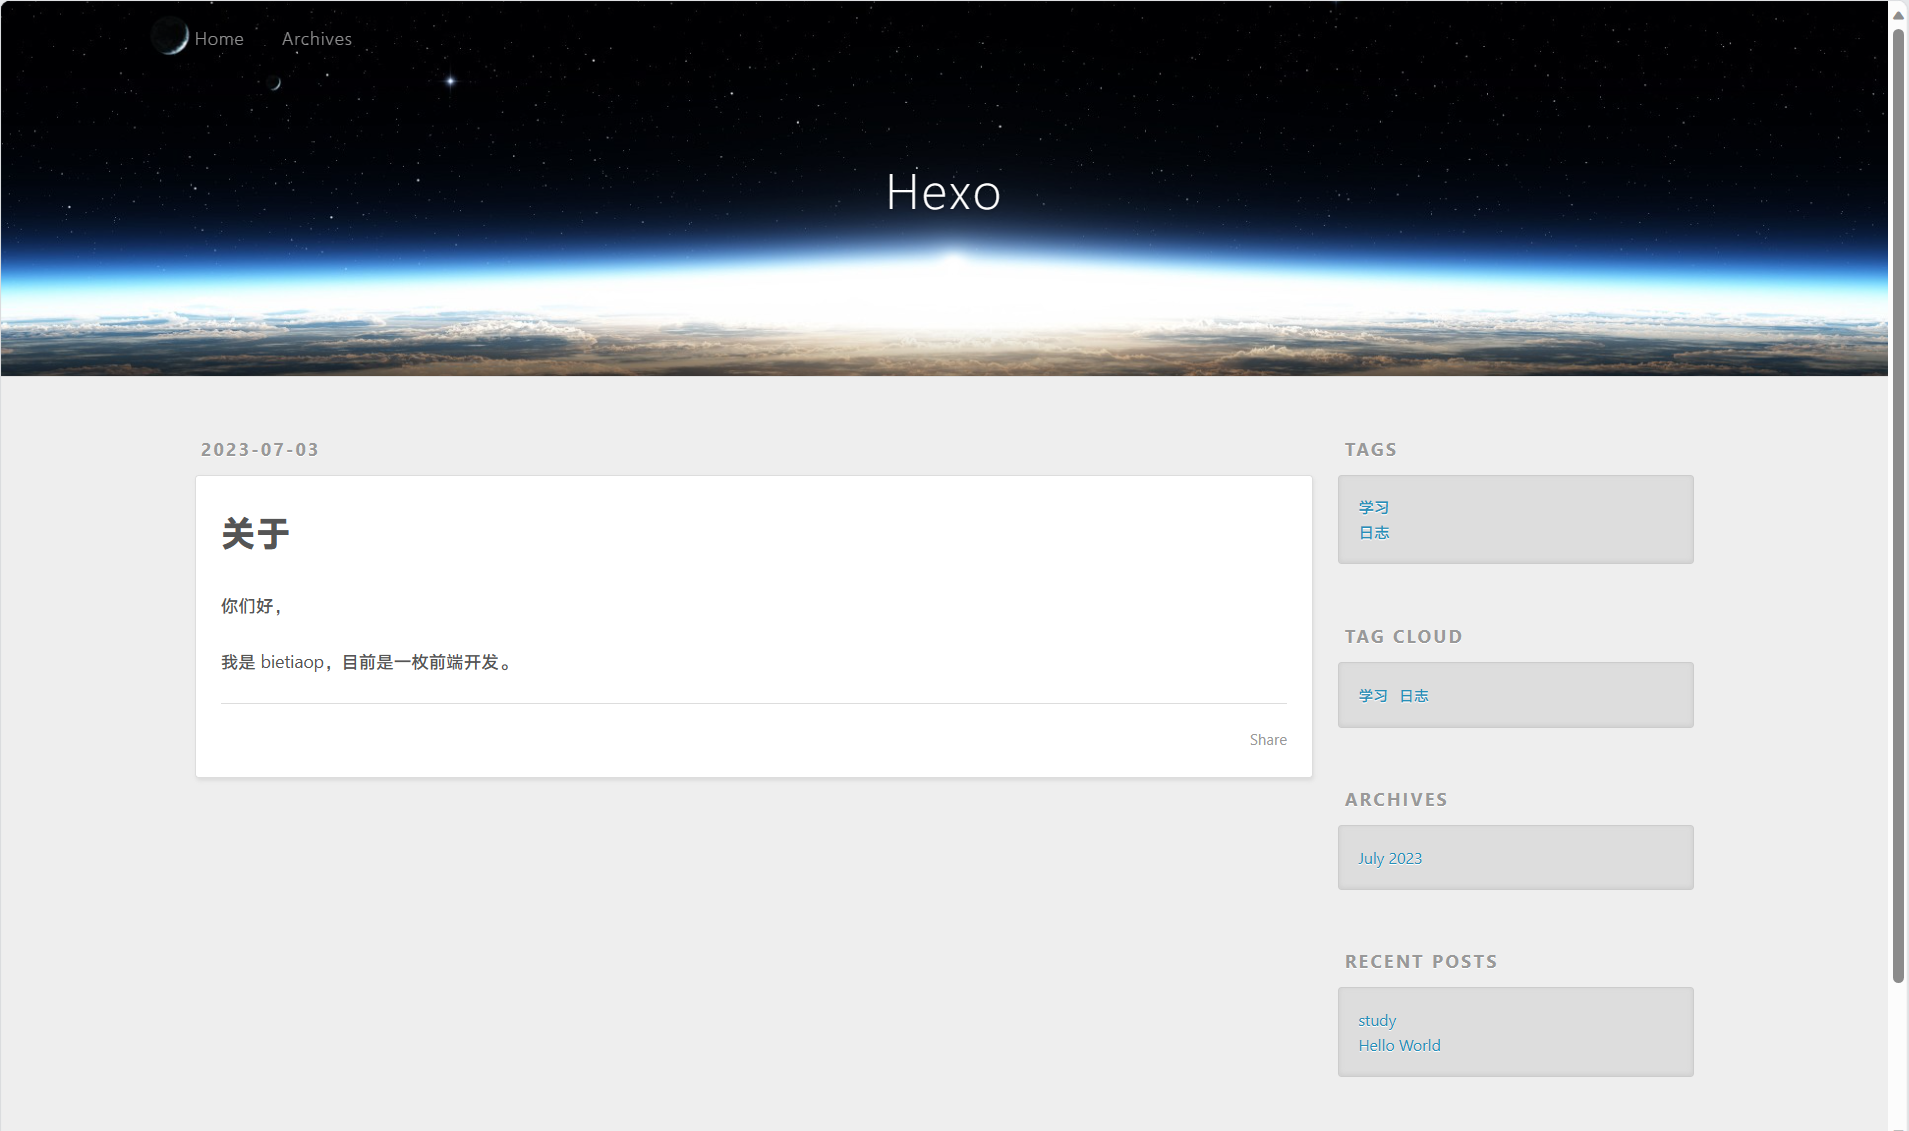 Home Archives
Hexo
2023-07-03
关于
你们好，
我是 bietiaop，目前是一枚前端开发。
Share
TAGS
学习
日志
TAG CLOUD
学习 日志
ARCHIVES
July 2023
RECENT POSTS
study
Hello World